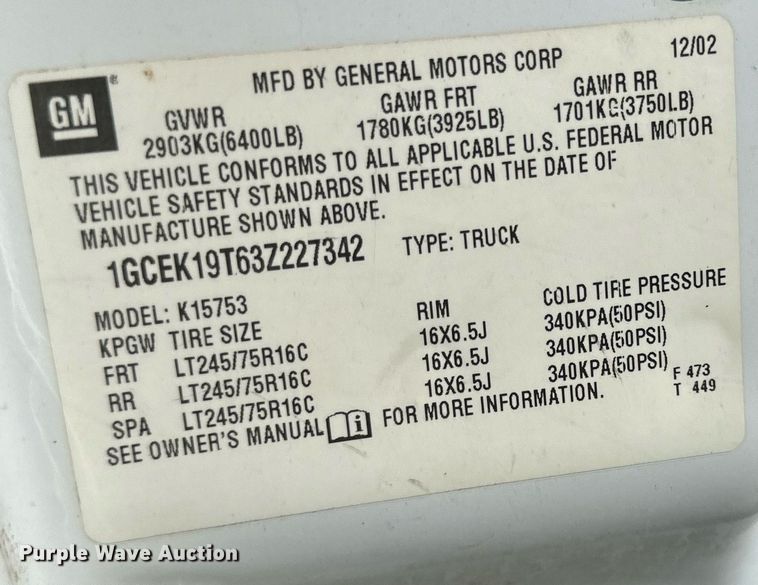 12/02
GM
MFD BY GENERAL MOTORS CORP
GVWR GAWR FRT GAWR RR
2903KG(6400LB) 1780KG(3925LB) 1701KG(3750LB)
THIS VEHICLE CONFORMS TO ALL APPLICABLE U.S. FEDERAL MOTOR
VEHICLE SAFETY STANDARDS IN EFFECT ON THE DATE OF
MANUFACTURE SHOWN ABOVE.
1GCEK19T63Z227342 TYPE: TRUCK
MODEL: K15753
KPGW TIRE SIZE RIM COLD TIRE PRESSURE
FRT LT245/75R16C 16X6.5J 340KPA(50PSI)
RR LT245/75R16C 16X6.5J 340KPA(50PSI)
SPA LT245/75R16C 16X6.5J 340KPA(50PSI)
SEE OWNER'S MANUAL FOR MORE INFORMATION.
F 473
T 449
Purple Wave Auction